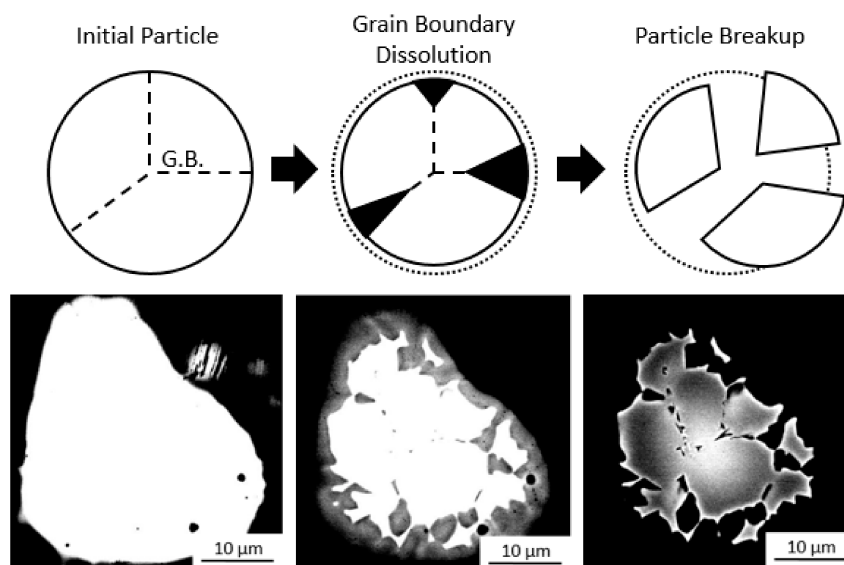 Initial Particle
Grain Boundary
Dissolution
Particle Breakup
G.B.
10 μm
10 μm
10 μm